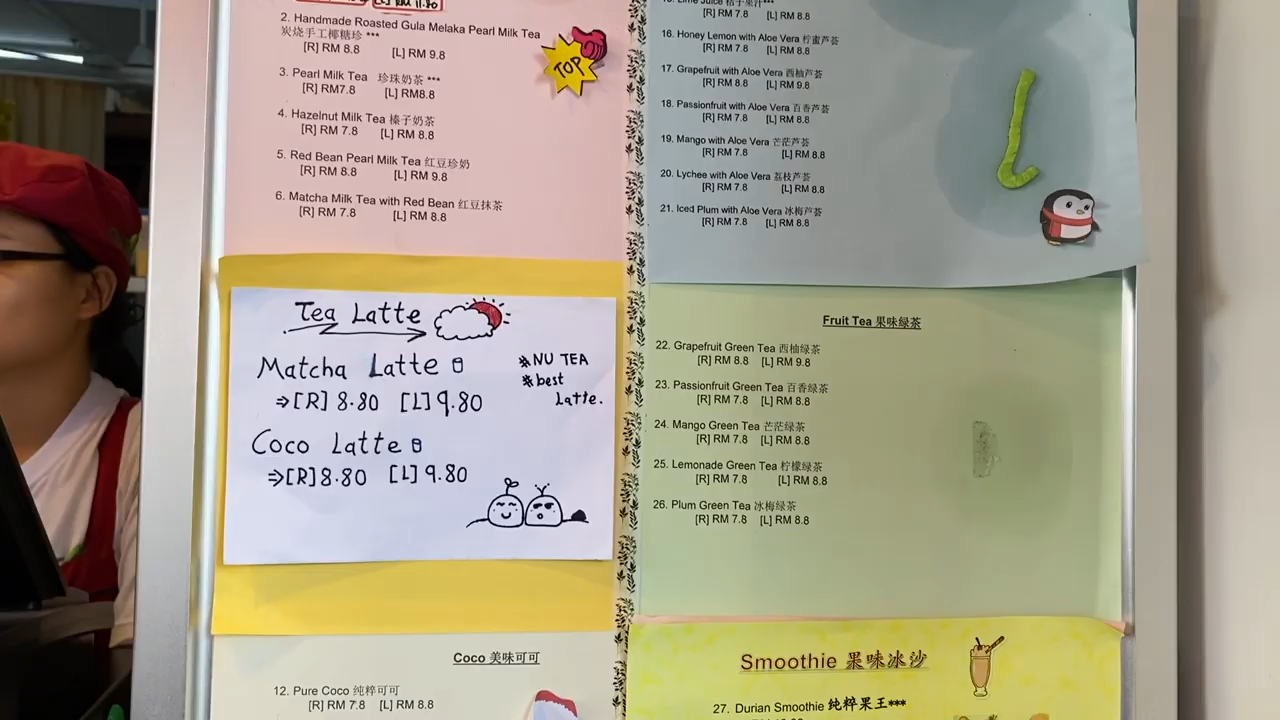 [L] RM 11.80
2. Handmade Roasted Gula Melaka Pearl Milk Tea
炭烧手工椰糖珍 ***
[R] RM 8.8 [L] RM 9.8
TOP
3. Pearl Milk Tea 珍珠奶茶 ***
[R] RM7.8 [L] RM8.8
4. Hazelnut Milk Tea 榛子奶茶
[R] RM 7.8 [L] RM 8.8
5. Red Bean Pearl Milk Tea 红豆珍奶
[R] RM 8.8 [L] RM 9.8
6. Matcha Milk Tea with Red Bean 红豆抹茶
[R] RM 7.8 [L] RM 8.8
Tea Latte
Matcha Latte
⇒[R] 8.80 [L] 9.80
*NU TEA
*best
Latte.
Coco Latte
⇒[R] 8.80 [L] 9.80
Coco 美味可可
12. Pure Coco 纯粹可可
[R] RM 7.8 [L] RM 8.8
15. Lime Juice 桔子果汁***
[R] RM 7.8 [L] RM 8.8
16. Honey Lemon with Aloe Vera 柠蜜芦荟
[R] RM 7.8 [L] RM 8.8
17. Grapefruit with Aloe Vera 西柚芦荟
[R] RM 8.8 [L] RM 9.8
18. Passionfruit with Aloe Vera 百香芦荟
[R] RM 7.8 [L] RM 8.8
19. Mango with Aloe Vera 芒芒芦荟
[R] RM 7.8 [L] RM 8.8
20. Lychee with Aloe Vera 荔枝芦荟
[R] RM 7.8 [L] RM 8.8
21. Iced Plum with Aloe Vera 冰梅芦荟
[R] RM 7.8 [L] RM 8.8
Fruit Tea 果味绿茶
22. Grapefruit Green Tea 西柚绿茶
[R] RM 8.8 [L] RM 9.8
23. Passionfruit Green Tea 百香绿茶
[R] RM 7.8 [L] RM 8.8
24. Mango Green Tea 芒芒绿茶
[R] RM 7.8 [L] RM 8.8
25. Lemonade Green Tea 柠檬绿茶
[R] RM 7.8 [L] RM 8.8
26. Plum Green Tea 冰梅绿茶
[R] RM 7.8 [L] RM 8.8
Smoothie 果味冰沙
27. Durian Smoothie 纯粹果王***